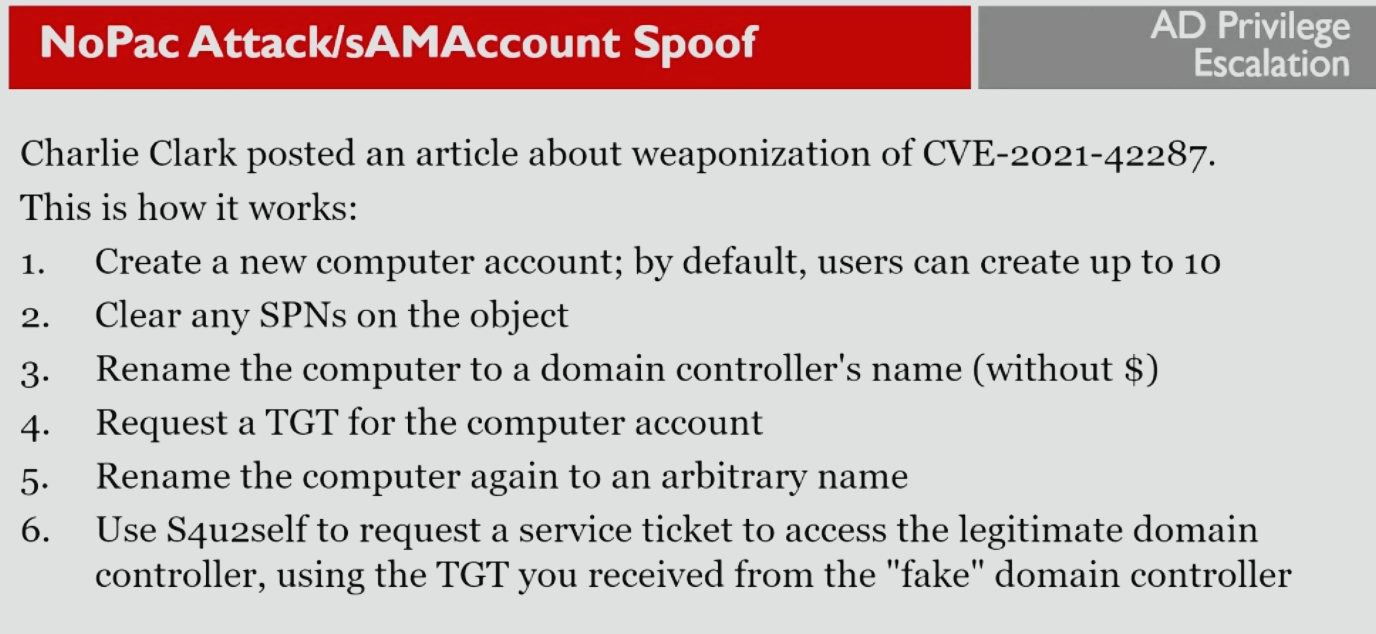 NoPac Attack/sAMAccount Spoof
AD Privilege
Escalation
Charlie Clark posted an article about weaponization of CVE-2021-42287.
This is how it works:
1. Create a new computer account; by default, users can create up to 10
2. Clear any SPNs on the object
3. Rename the computer to a domain controller's name (without $)
4. Request a TGT for the computer account
5. Rename the computer again to an arbitrary name
6. Use S4u2self to request a service ticket to access the legitimate domain
controller, using the TGT you received from the "fake" domain controller